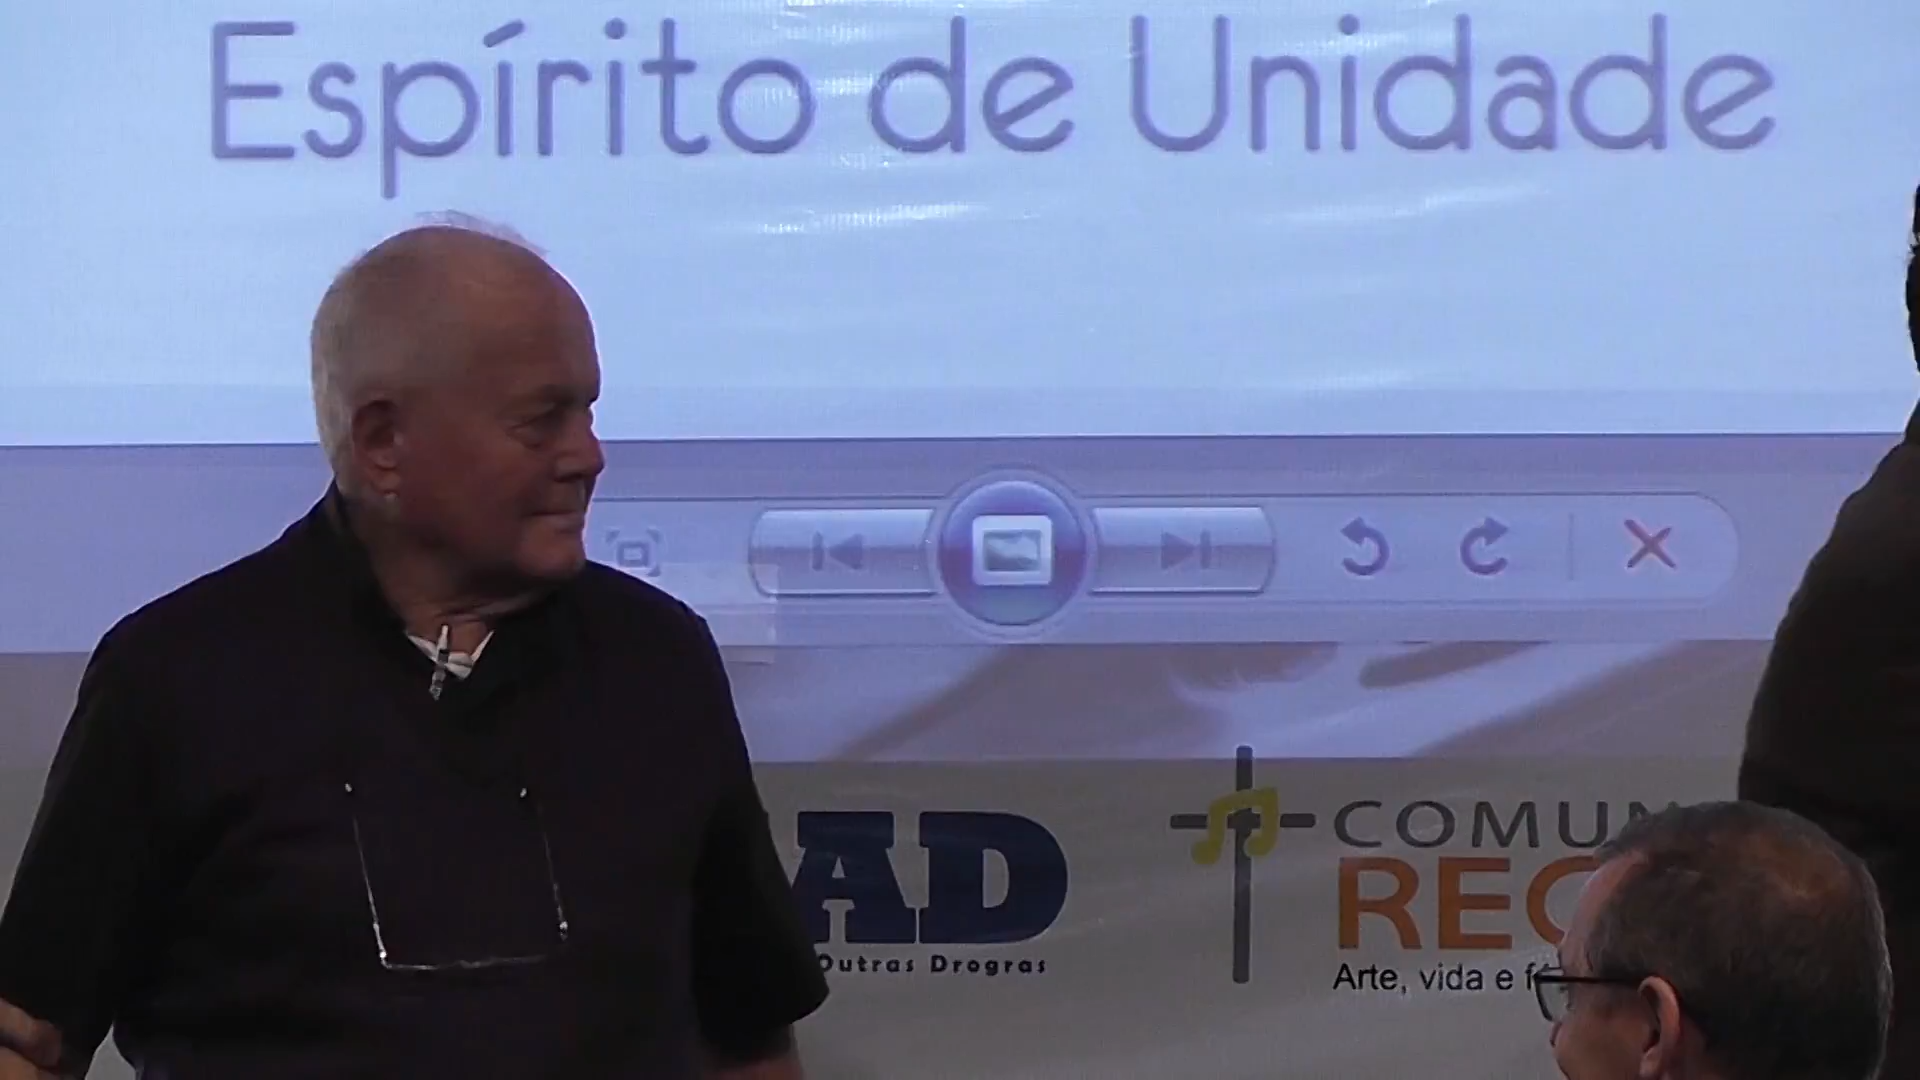 Espírito de Unidade
AD
Outras Drogras
COMUN
REC
Arte, vida e f